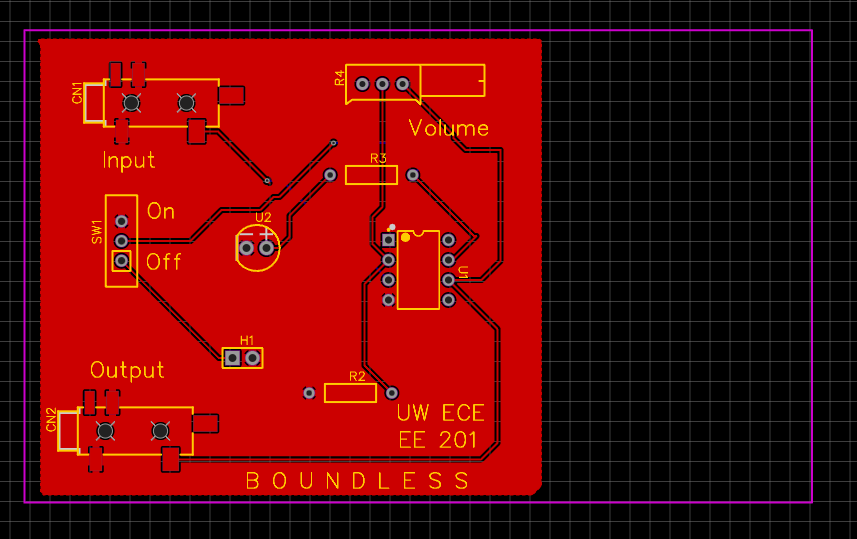 CN1
Input
R4
Volume
R3
SW1
On
Off
U2
U1
H1
Output
CN2
R2
UW ECE
EE 201
BOUNDLESS